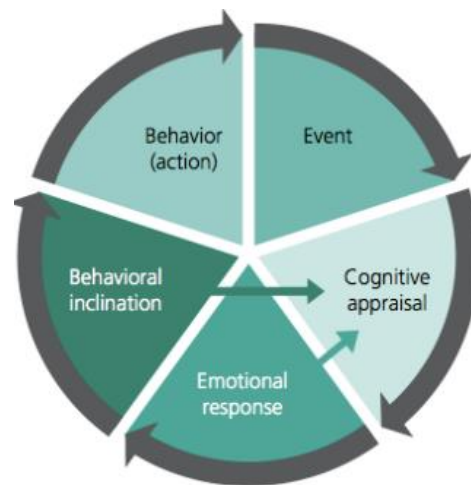 Behavior
(action)
Event
Cognitive
appraisal
Emotional
response
Behavioral
inclination